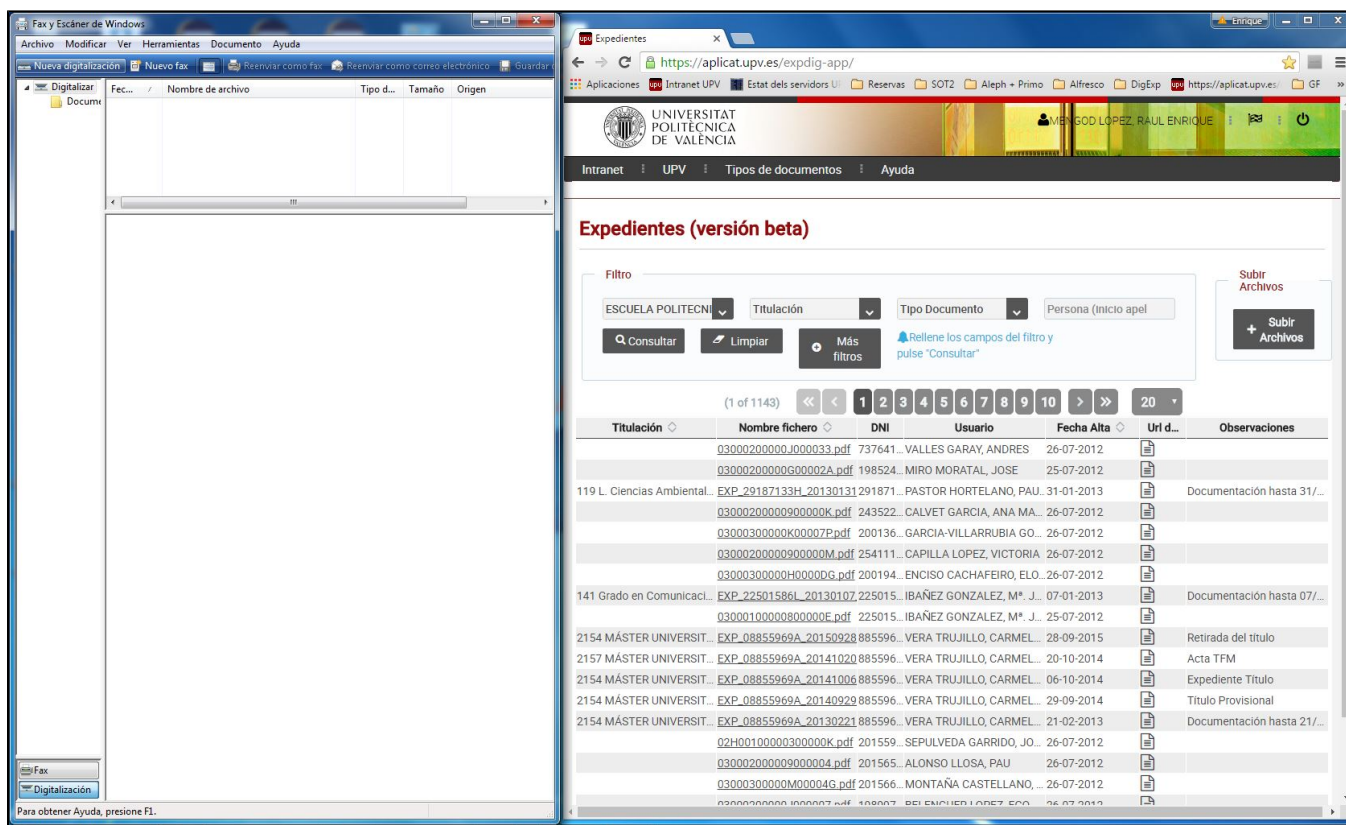 Fax y Escáner de Windows
Archivo Modificar Ver Herramientas Documento Ayuda
Nueva digitalización Nuevo fax Reenviar como fax Reenviar como correo electrónico Guardar
Digitalizar
Docume
Fec... Nombre de archivo Tipo d... Tamaño Origen
Fax
Digitalización
Para obtener Ayuda, presione F1.
Enrique
Expedientes
https://aplicat.upv.es/expdig-app/
Aplicaciones Intranet UPV Estat dels servidors U Reservas SOT2 Aleph + Primo Alfresco DigExp https://aplicat.upv.es/ GF »
UNIVERSITAT
POLITÈCNICA
DE VALÈNCIA
MENGOD LOPEZ, RAUL ENRIQUE
Intranet UPV Tipos de documentos Ayuda
Expedientes (versión beta)
Filtro
ESCUELA POLITECNI Titulación Tipo Documento Persona (Inicio apel
Consultar Limpiar Más filtros Rellene los campos del filtro y
pulse "Consultar"
Subir
Archivos
+ Subir
Archivos
(1 of 1143) 1 2 3 4 5 6 7 8 9 10 20
Titulación Nombre fichero DNI Usuario Fecha Alta Url d... Observaciones
03000200000J000033.pdf 737641... VALLES GARAY, ANDRES 26-07-2012
03000200000G00002A.pdf 198524... MIRO MORATAL, JOSE 25-07-2012
119 L. Ciencias Ambiental... EXP_29187133H_20130131 291871... PASTOR HORTELANO, PAU... 31-01-2013 Documentación hasta 31/...
03000200000900000K.pdf 243522... CALVET GARCIA, ANA MA... 26-07-2012
03000300000K00007P.pdf 200136... GARCIA-VILLARRUBIA GO... 26-07-2012
03000200000900000M.pdf 254111... CAPILLA LOPEZ, VICTORIA 26-07-2012
03000300000H0000DG.pdf 200194... ENCISO CACHAFEIRO, ELO... 26-07-2012
141 Grado en Comunicaci... EXP_22501586L_20130107 225015... IBAÑEZ GONZALEZ, Mª. J... 07-01-2013 Documentación hasta 07/...
03000100000800000E.pdf 225015... IBAÑEZ GONZALEZ, Mª. J... 25-07-2012
2154 MÁSTER UNIVERSIT... EXP_08855969A_20150928 885596... VERA TRUJILLO, CARMEL... 28-09-2015 Retirada del título
2157 MÁSTER UNIVERSIT... EXP_08855969A_20141020 885596... VERA TRUJILLO, CARMEL... 20-10-2014 Acta TFM
2154 MÁSTER UNIVERSIT... EXP_08855969A_20141006 885596... VERA TRUJILLO, CARMEL... 06-10-2014 Expediente Título
2154 MÁSTER UNIVERSIT... EXP_08855969A_20140929 885596... VERA TRUJILLO, CARMEL... 29-09-2014 Título Provisional
2154 MÁSTER UNIVERSIT... EXP_08855969A_20130221 885596... VERA TRUJILLO, CARMEL... 21-02-2013 Documentación hasta 21/...
02H00100000300000K.pdf 201559... SEPULVEDA GARRIDO, JO... 26-07-2012
030002000009000004.pdf 201565... ALONSO LLOSA, PAU 26-07-2012
03000300000M00004G.pdf 201566... MONTAÑA CASTELLANO, ... 26-07-2012